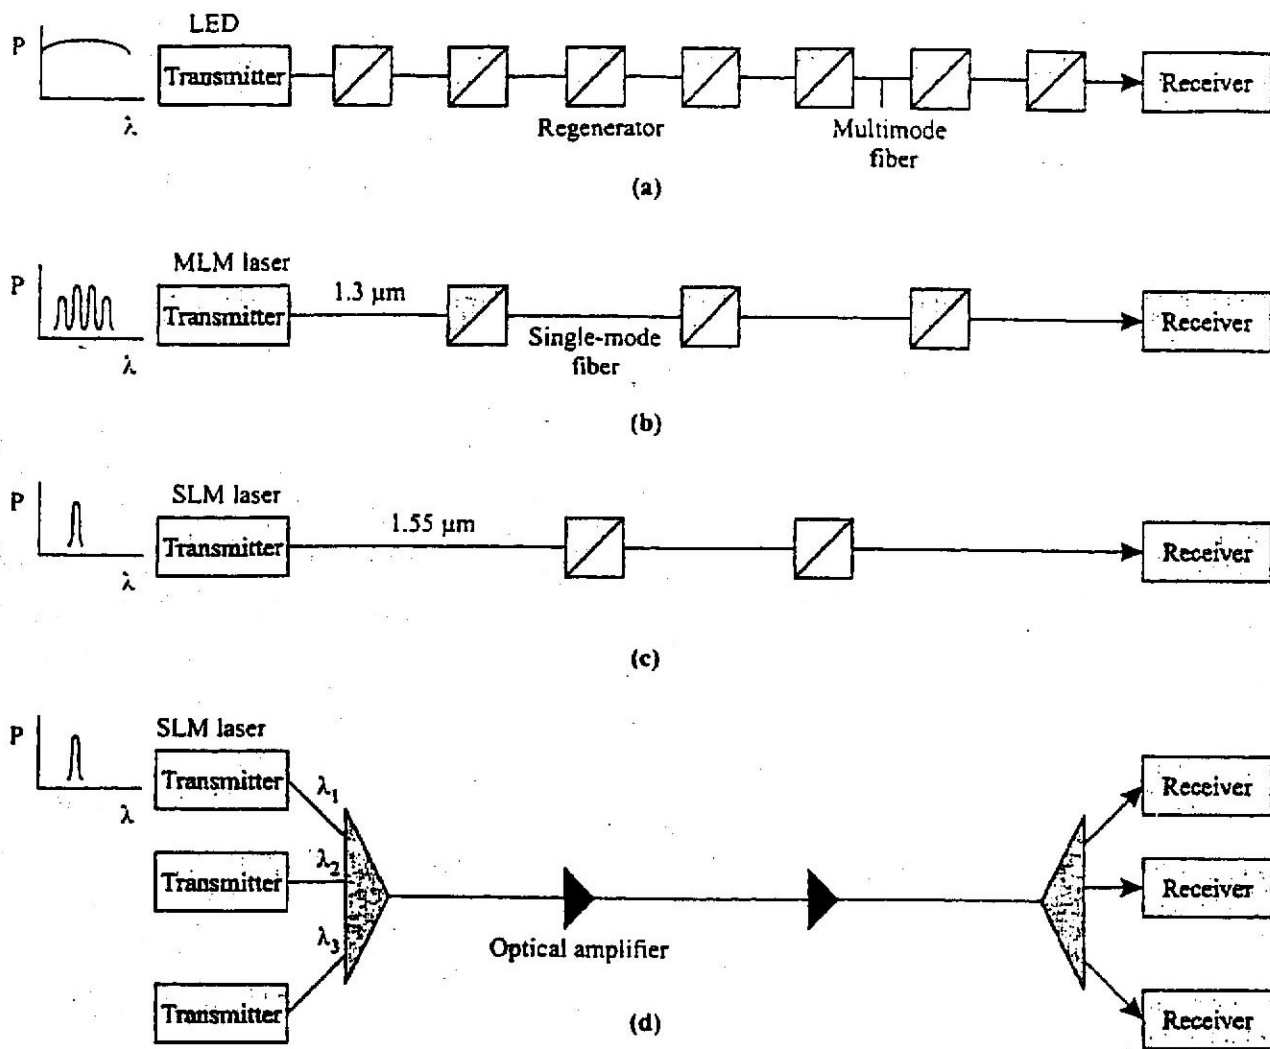 LED
P
Transmitter
Receiver
λ
Regenerator
Multimode
fiber
(a)
MLM laser
P
1.3 μm
Transmitter
Receiver
Single-mode
fiber
λ
(b)
SLM laser
P
1.55 μm
Transmitter
Receiver
λ
(c)
SLM laser
P
Transmitter
λ1
Receiver
λ
λ2
Transmitter
Receiver
λ3
Optical amplifier
Transmitter
Receiver
(d)